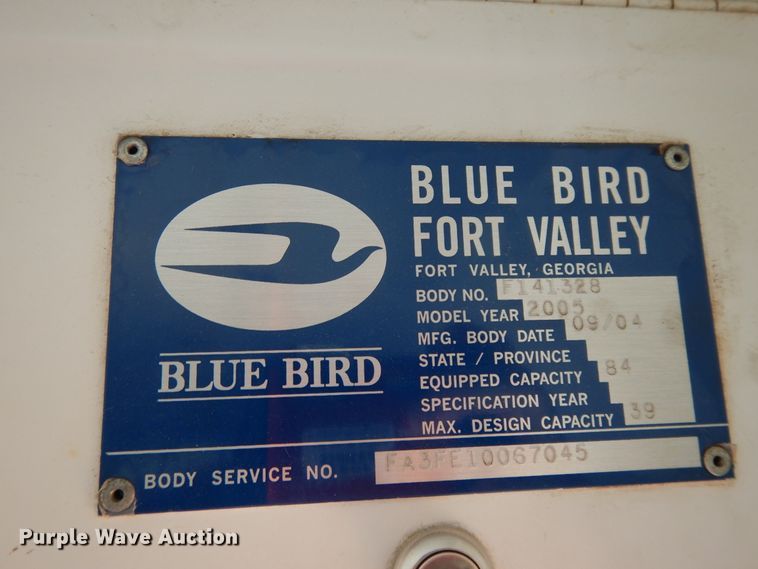 BLUE BIRD
BLUE BIRD
FORT VALLEY
FORT VALLEY, GEORGIA
BODY NO. F141328
MODEL YEAR 2005
MFG. BODY DATE 09/04
STATE / PROVINCE
EQUIPPED CAPACITY 84
SPECIFICATION YEAR
MAX. DESIGN CAPACITY 39
BODY SERVICE NO. FA3FE10067045
Purple Wave Auction